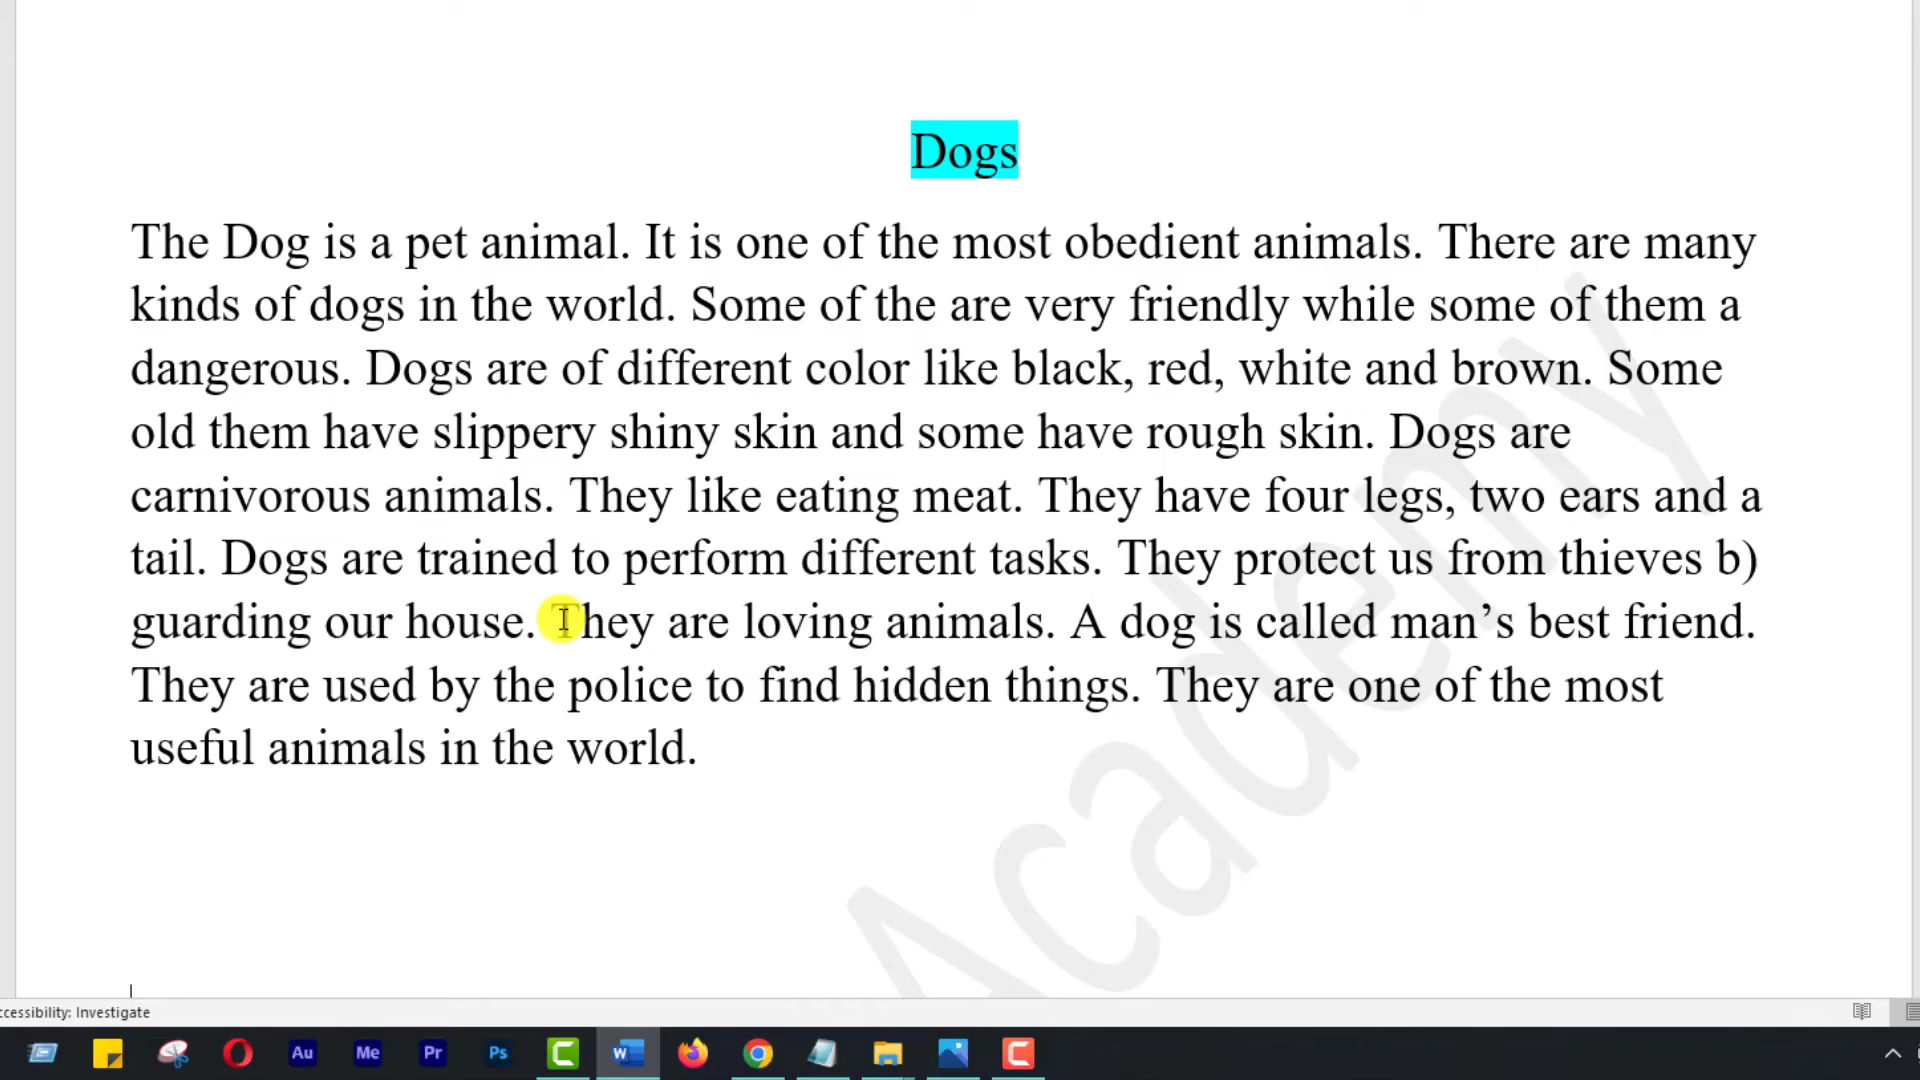 Dogs
The Dog is a pet animal. It is one of the most obedient animals. There are many
kinds of dogs in the world. Some of the are very friendly while some of them a
dangerous. Dogs are of different color like black, red, white and brown. Some
old them have slippery shiny skin and some have rough skin. Dogs are
carnivorous animals. They like eating meat. They have four legs, two ears and a
tail. Dogs are trained to perform different tasks. They protect us from thieves b)
guarding our house. They are loving animals. A dog is called man’s best friend.
They are used by the police to find hidden things. They are one of the most
useful animals in the world.
Academy
ccessibility: Investigate
Au Me Pr Ps W